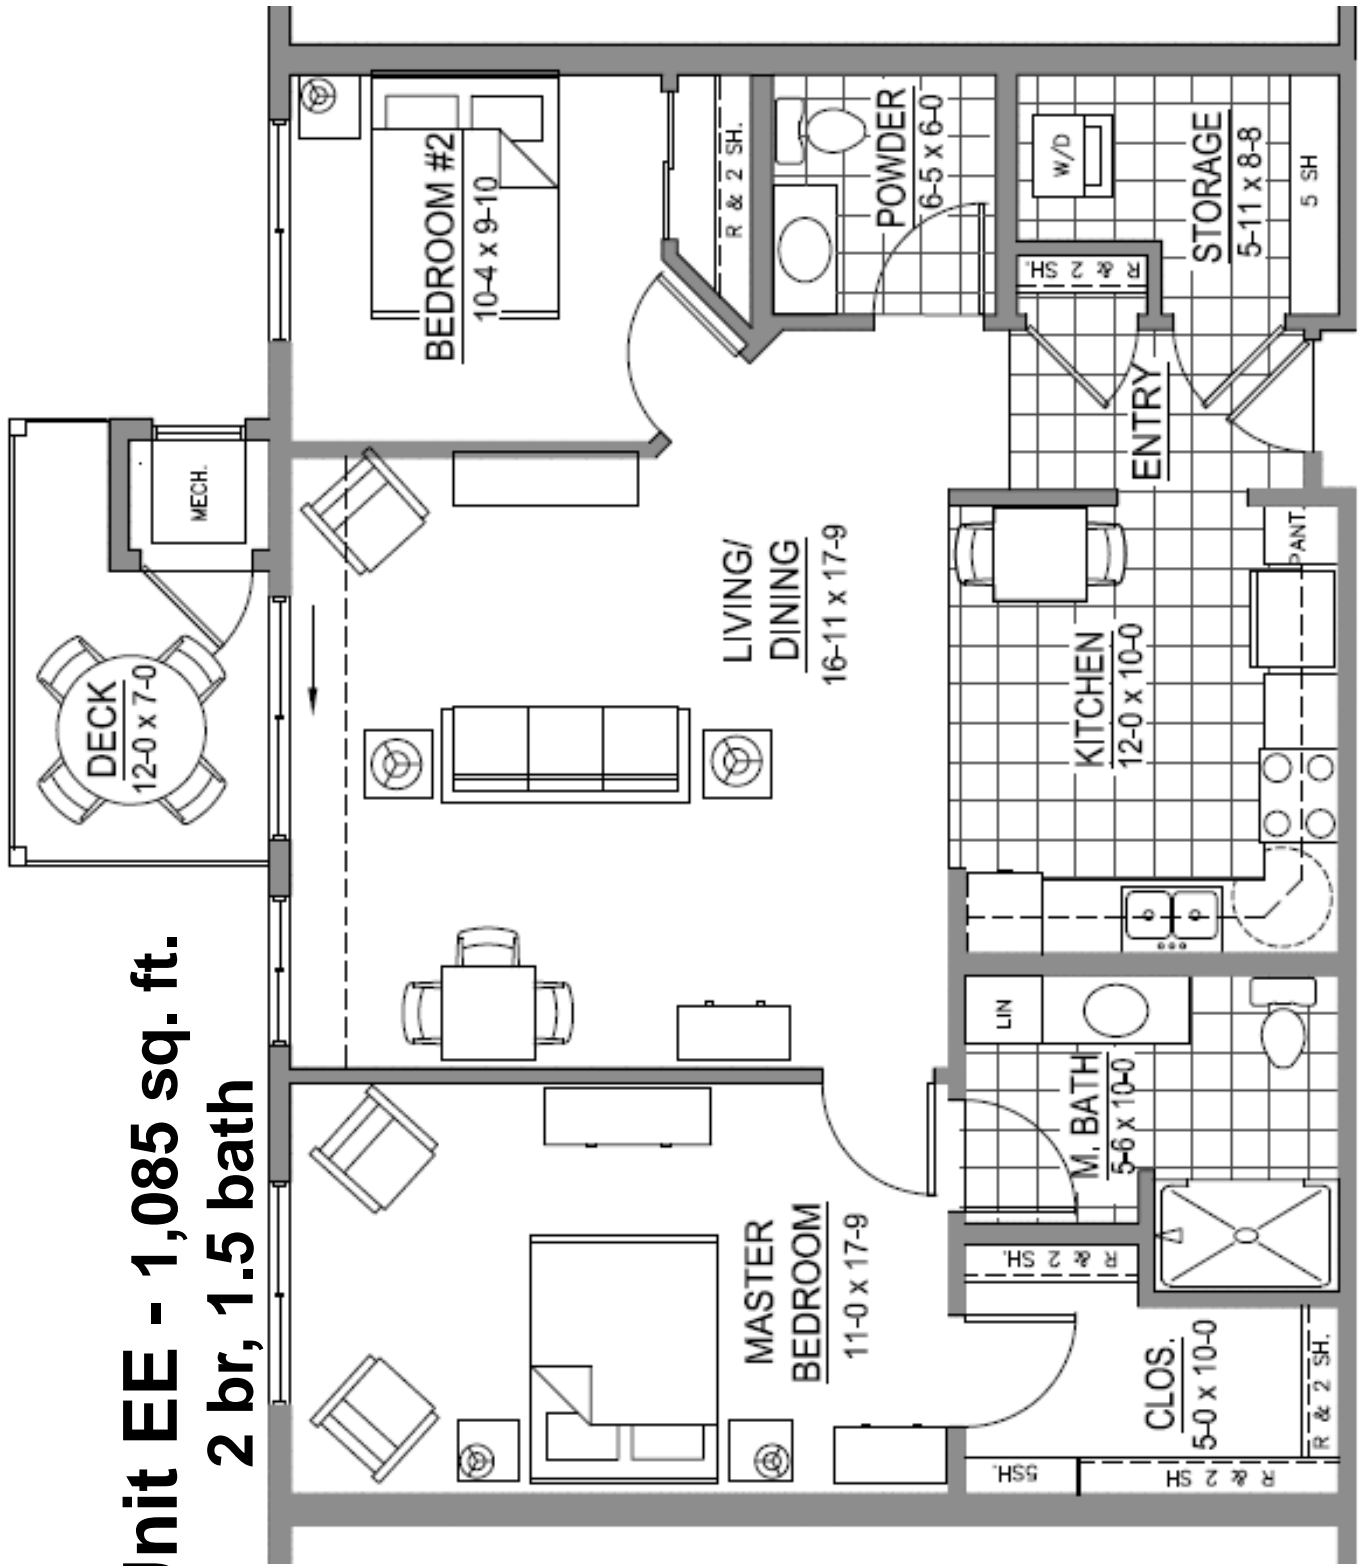 Unit EE - 1,085 sq. ft.
2 br, 1.5 bath
DECK
12-0 x 7-0
MECH.
BEDROOM #2
10-4 x 9-10
R & 2 SH.
POWDER
6-5 x 6-0
W/D
STORAGE
5-11 x 8-8
5 SH
R & 2 SH.
ENTRY
LIVING/
DINING
16-11 x 17-9
PANT.
KITCHEN
12-0 x 10-0
LIN
M. BATH
5-6 x 10-0
MASTER
BEDROOM
11-0 x 17-9
R & 2 SH.
CLOS.
5-0 x 10-0
R & 2 SH.
5SH.
R & 2 SH